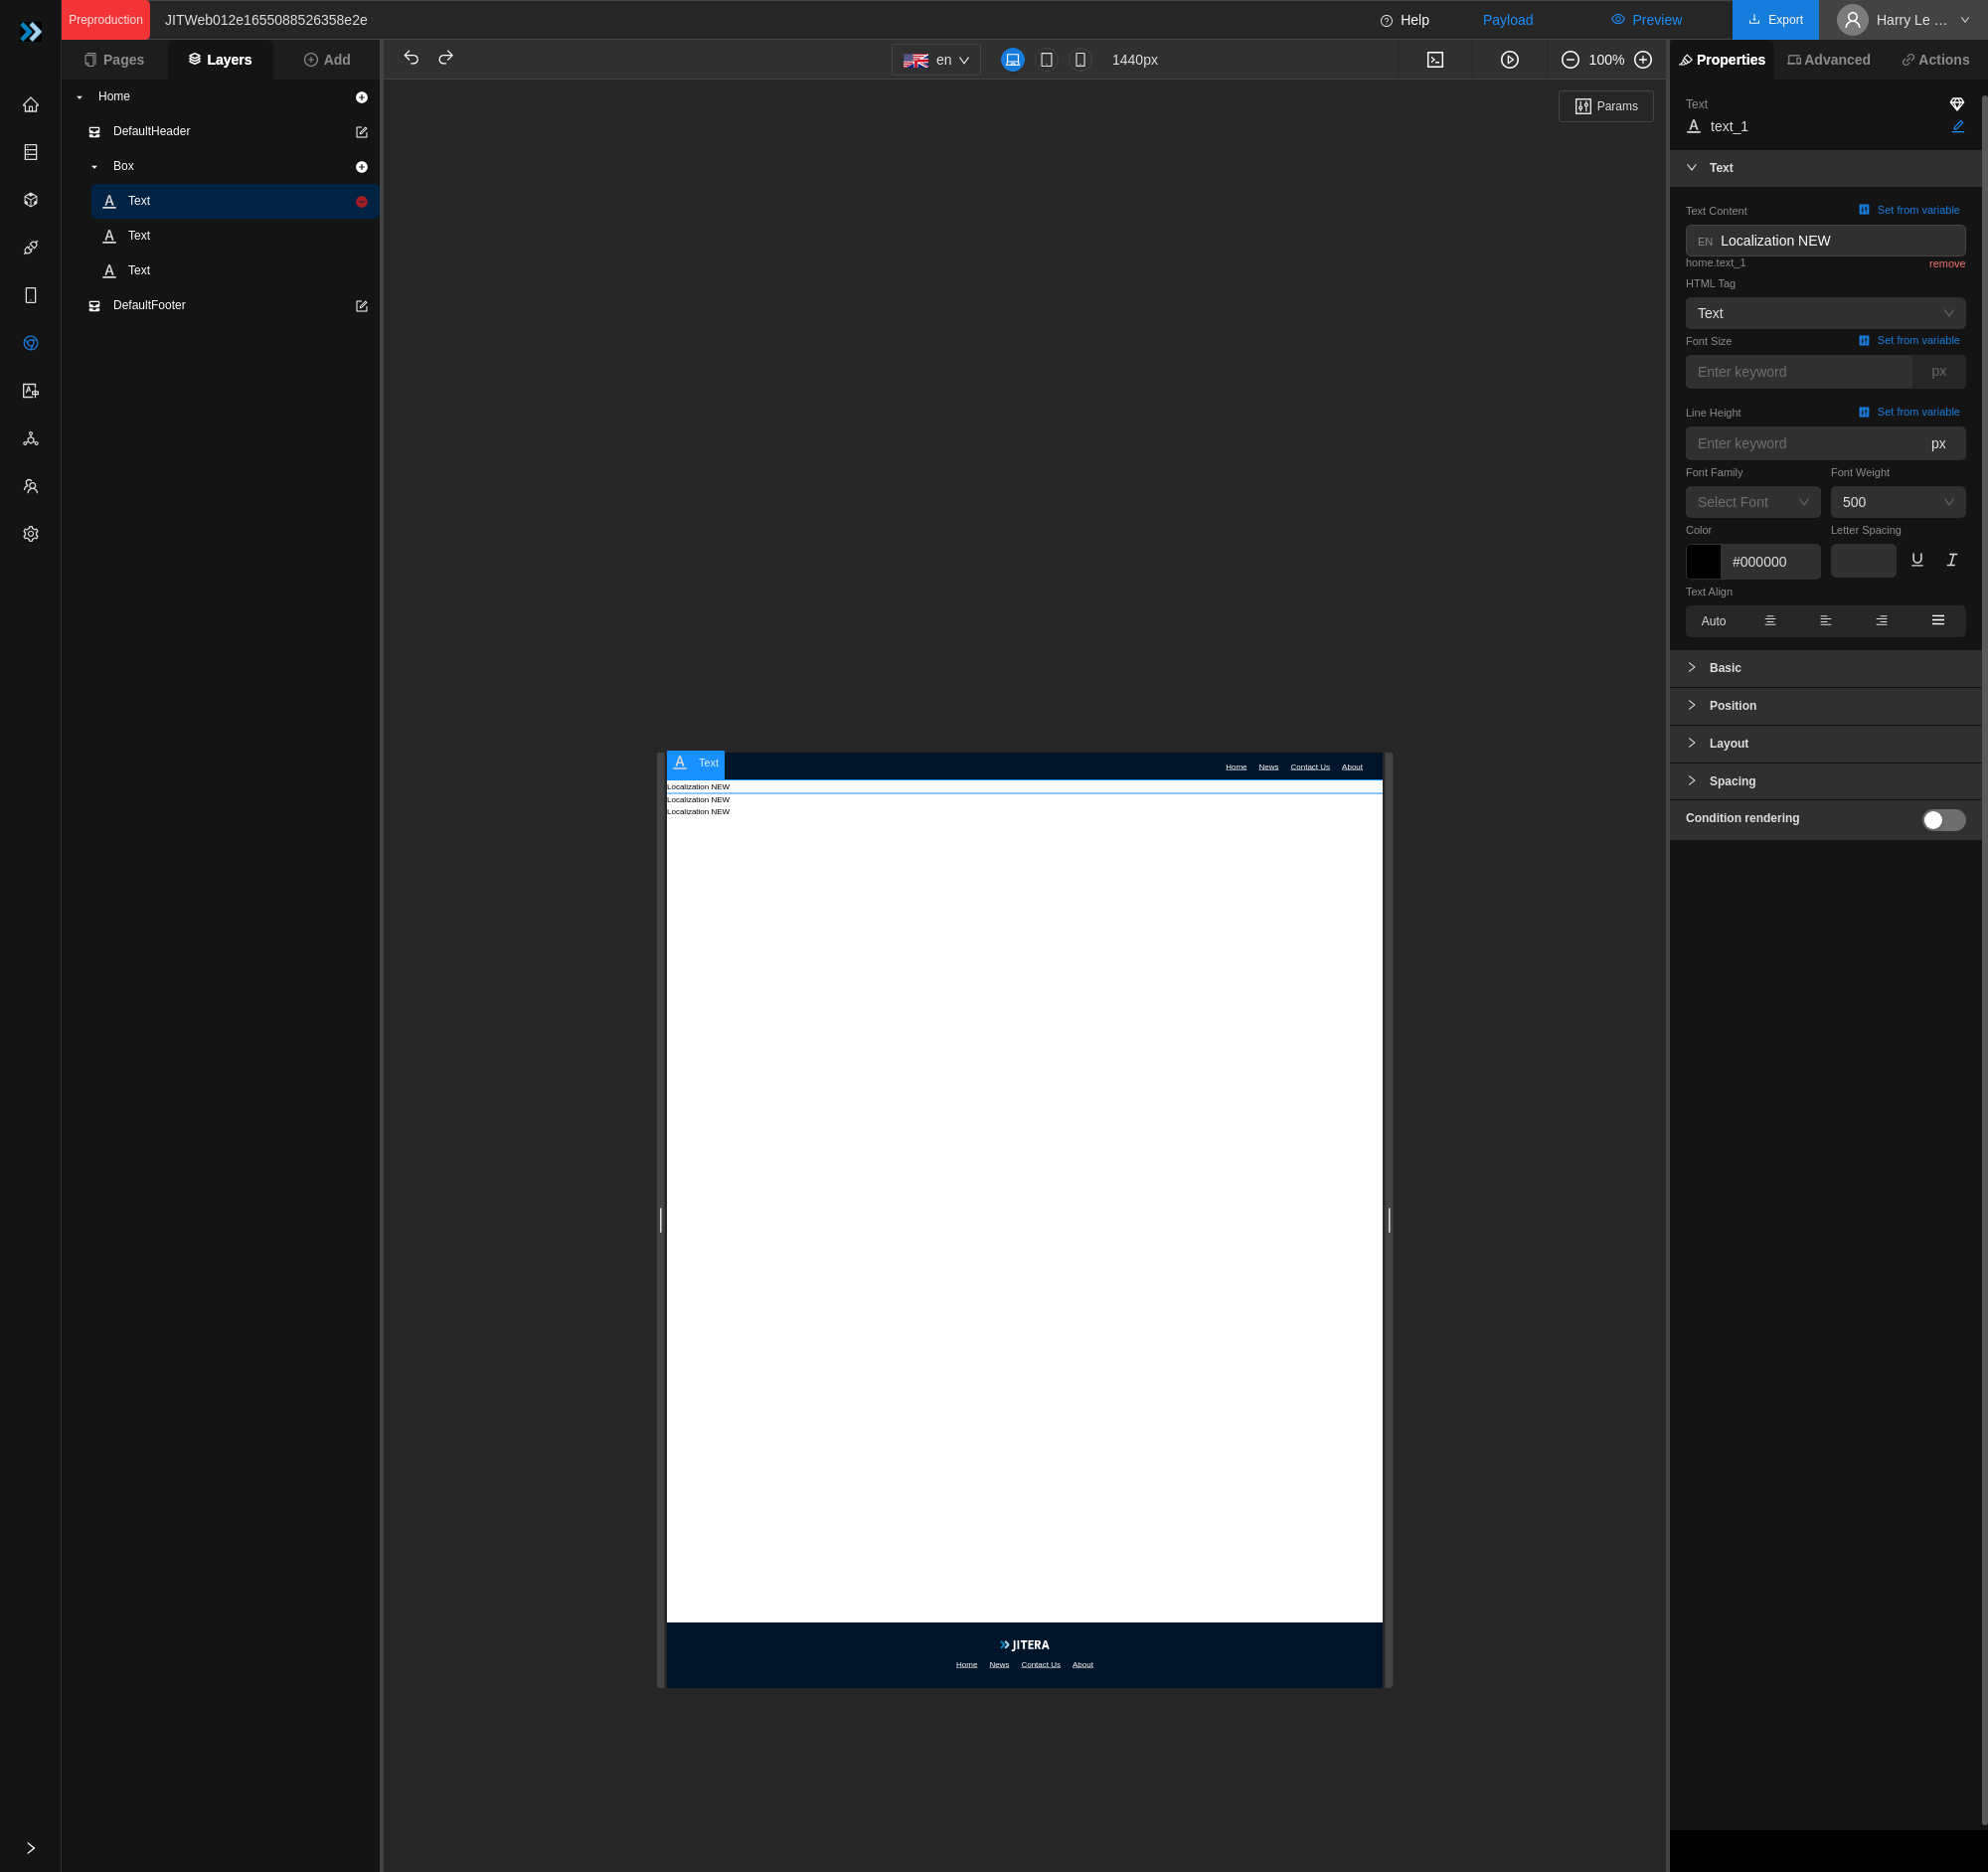 Preproduction
JITWeb012e1655088526358e2e
Help
Payload
Preview
Export
Harry Le ...
Pages
Layers
Add
en
1440px
100%
Properties
Advanced
Actions
Home
DefaultHeader
Box
Text
Text
Text
DefaultFooter
Params
Text
Home
News
Contact Us
About
Localization NEW
Localization NEW
Localization NEW
JITERA
Home
News
Contact Us
About
Text
text_1
Text
Text Content
Set from variable
EN Localization NEW
home.text_1
remove
HTML Tag
Text
Font Size
Set from variable
Enter keyword
px
Line Height
Set from variable
Enter keyword
px
Font Family
Font Weight
Select Font
500
Color
Letter Spacing
#000000
Text Align
Auto
Basic
Position
Layout
Spacing
Condition rendering